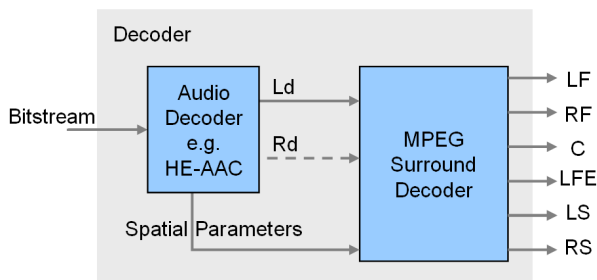 Decoder
Bitstream
Audio
Decoder
e.g.
HE-AAC
Ld
Rd
Spatial Parameters
MPEG
Surround
Decoder
LF
RF
C
LFE
LS
RS